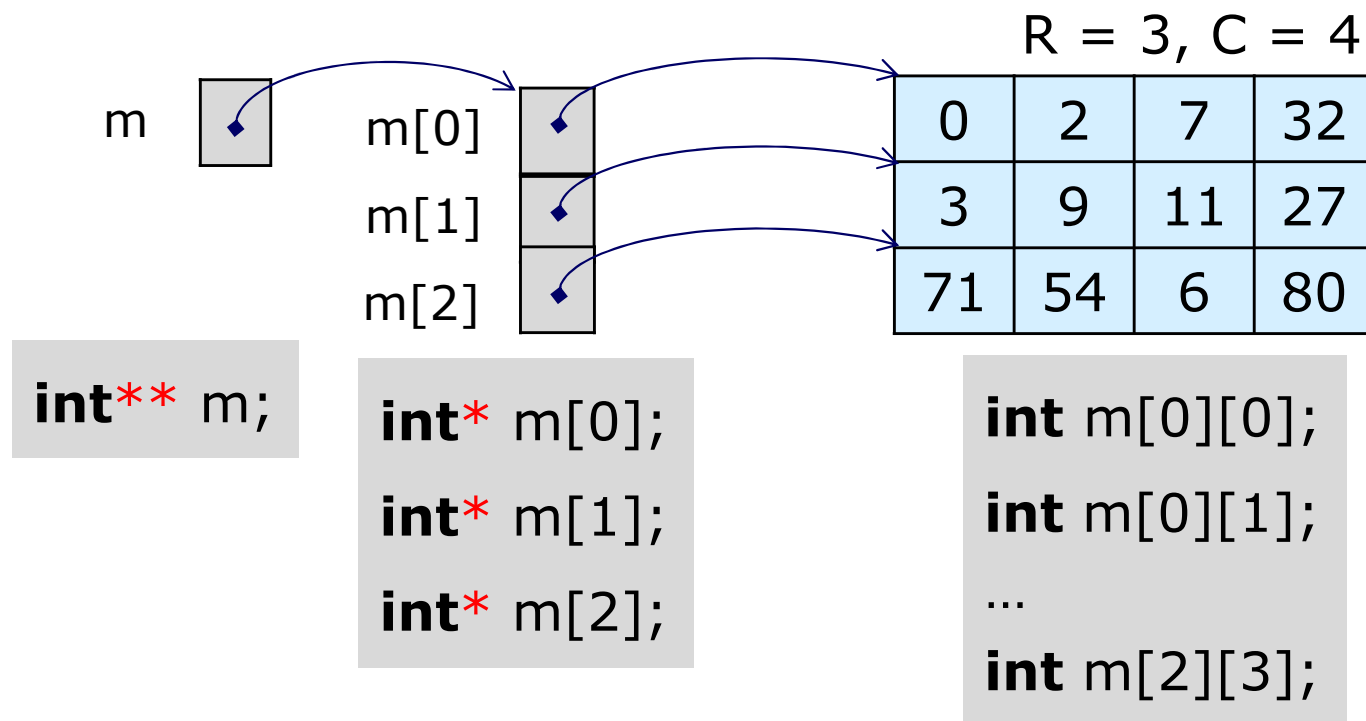 R = 3, C = 4
m
m[0]
m[1]
m[2]
0 2 7 32
3 9 11 27
71 54 6 80
int** m;
int* m[0];
int* m[1];
int* m[2];
int m[0][0];
int m[0][1];
...
int m[2][3];